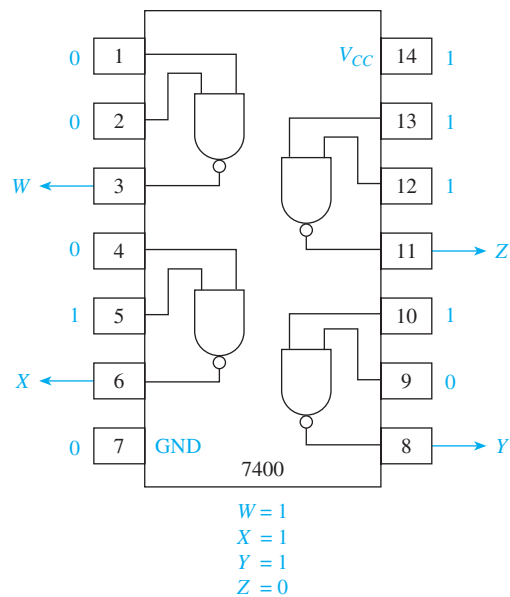 0 1 V_CC 14 1
0 2 13 1
W 3 12 1
0 4 11 Z
1 5 10 1
X 6 9 0
0 7 GND 8 Y
7400
W = 1
X = 1
Y = 1
Z = 0